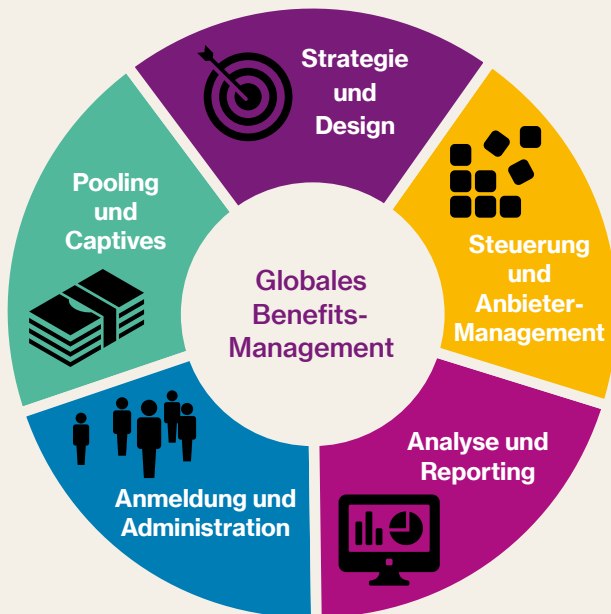 Strategie
und
Design
Steuerung
und
Anbieter-
Management
Analyse und
Reporting
Anmeldung und
Administration
Pooling
und
Captives
Globales
Benefits-
Management